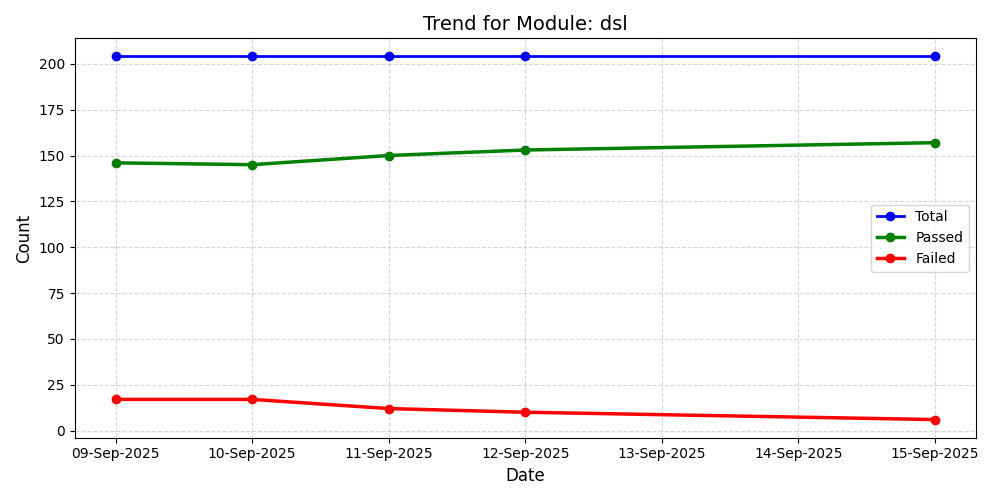 Trend for Module: dsl
200
175
150
125
100
75
50
25
0
Count
Total
Passed
Failed
09-Sep-2025 10-Sep-2025 11-Sep-2025 12-Sep-2025 13-Sep-2025 14-Sep-2025 15-Sep-2025
Date